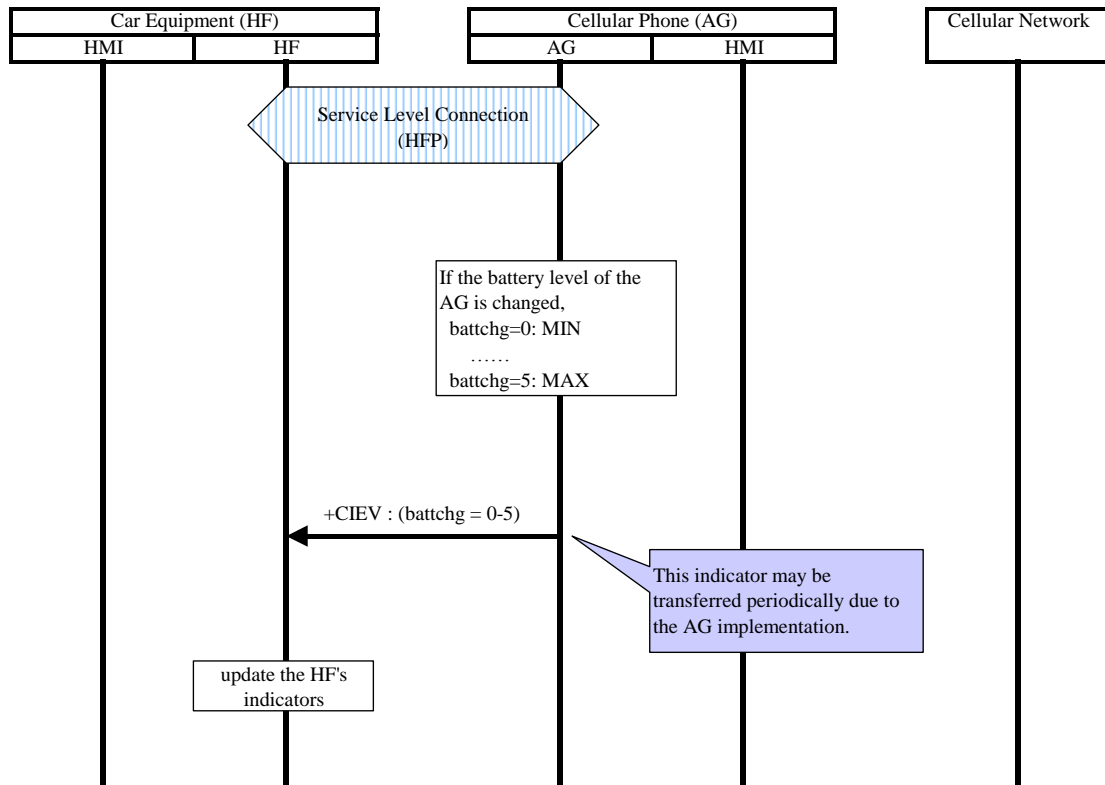 Car Equipment (HF)
Cellular Phone (AG)
Cellular Network
HMI
HF
AG
HMI
Service Level Connection
(HFP)
If the battery level of the
AG is changed,
battchg=0: MIN
......
battchg=5: MAX
+CIEV : (battchg = 0-5)
This indicator may be
transferred periodically due to
the AG implementation.
update the HF's
indicators